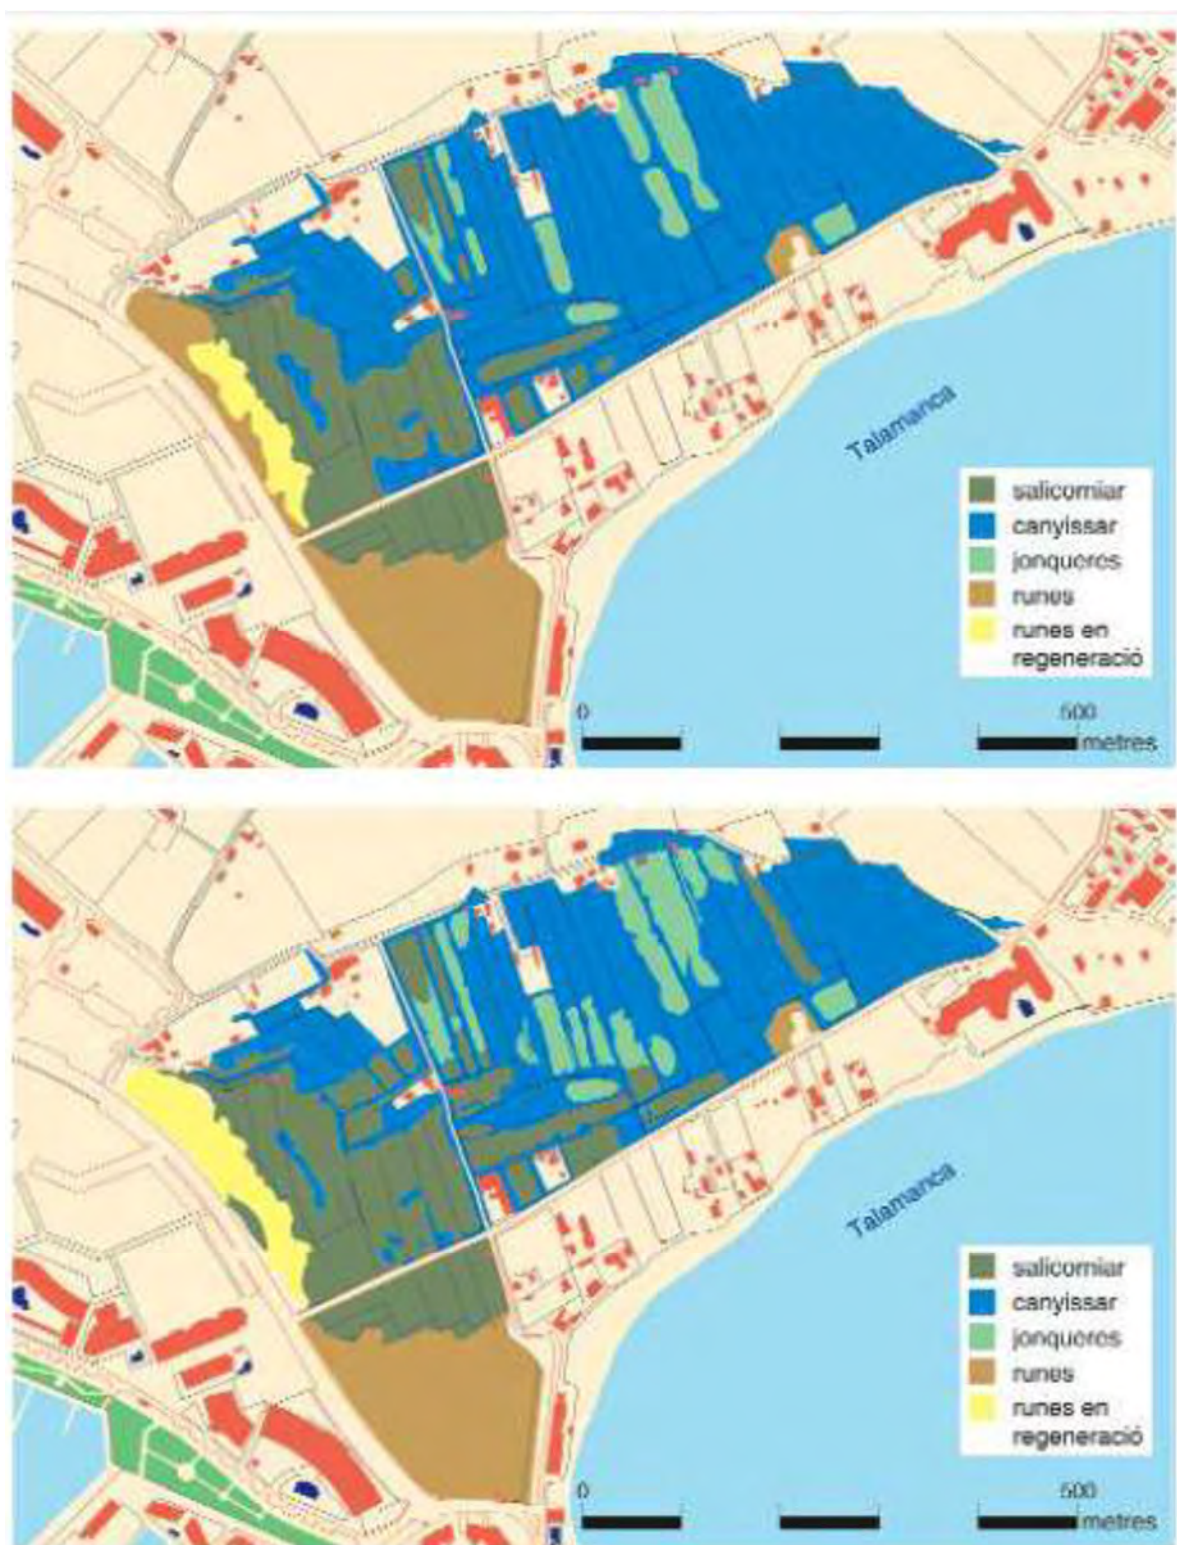 Talamanca
salicorniar
canyissar
jonqueres
runes
runes en
regeneració
0 500
metres
Talamanca
salicorniar
canyissar
jonqueres
runes
runes en
regeneració
0 500
metres